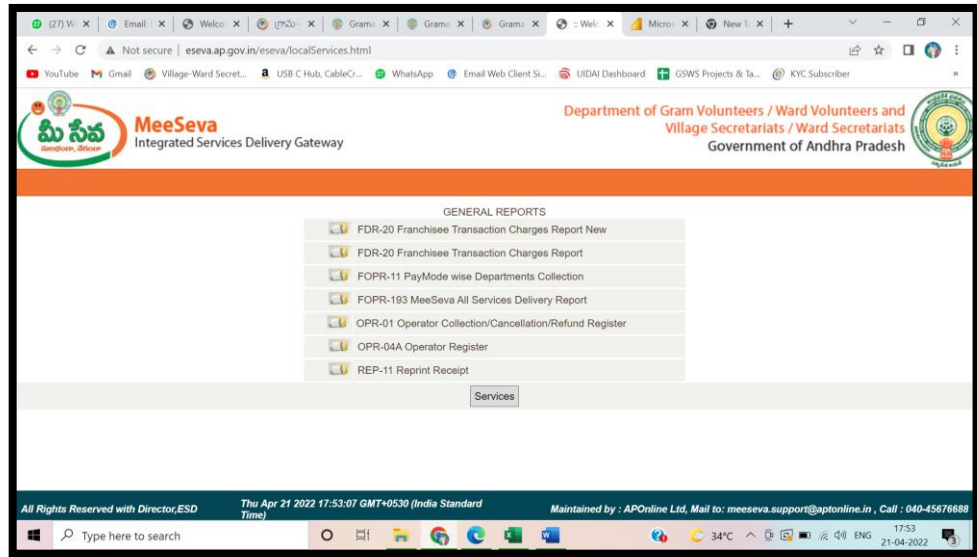 (27) W
Email:
Welco
గ్రామ
Grama
Grama
Grama
:: Welc
Micros
New T
Not secure | eseva.ap.gov.in/eseva/localServices.html
YouTube Gmail Village-Ward Secret... USB C Hub, CableCr... WhatsApp Email Web Client Si... UIDAI Dashboard GSWS Projects & Ta... KYC Subscriber »
మీ సేవ
MeeSeva
Integrated Services Delivery Gateway
Department of Gram Volunteers / Ward Volunteers and
Village Secretariats / Ward Secretariats
Government of Andhra Pradesh
GENERAL REPORTS
FDR-20 Franchisee Transaction Charges Report New
FDR-20 Franchisee Transaction Charges Report
FOPR-11 PayMode wise Departments Collection
FOPR-193 MeeSeva All Services Delivery Report
OPR-01 Operator Collection/Cancellation/Refund Register
OPR-04A Operator Register
REP-11 Reprint Receipt
Services
All Rights Reserved with Director,ESD
Thu Apr 21 2022 17:53:07 GMT+0530 (India Standard
Time)
Maintained by : APOnline Ltd, Mail to: meeseva.support@aptonline.in , Call : 040-45676688
Type here to search
34°C
ENG
17:53
21-04-2022